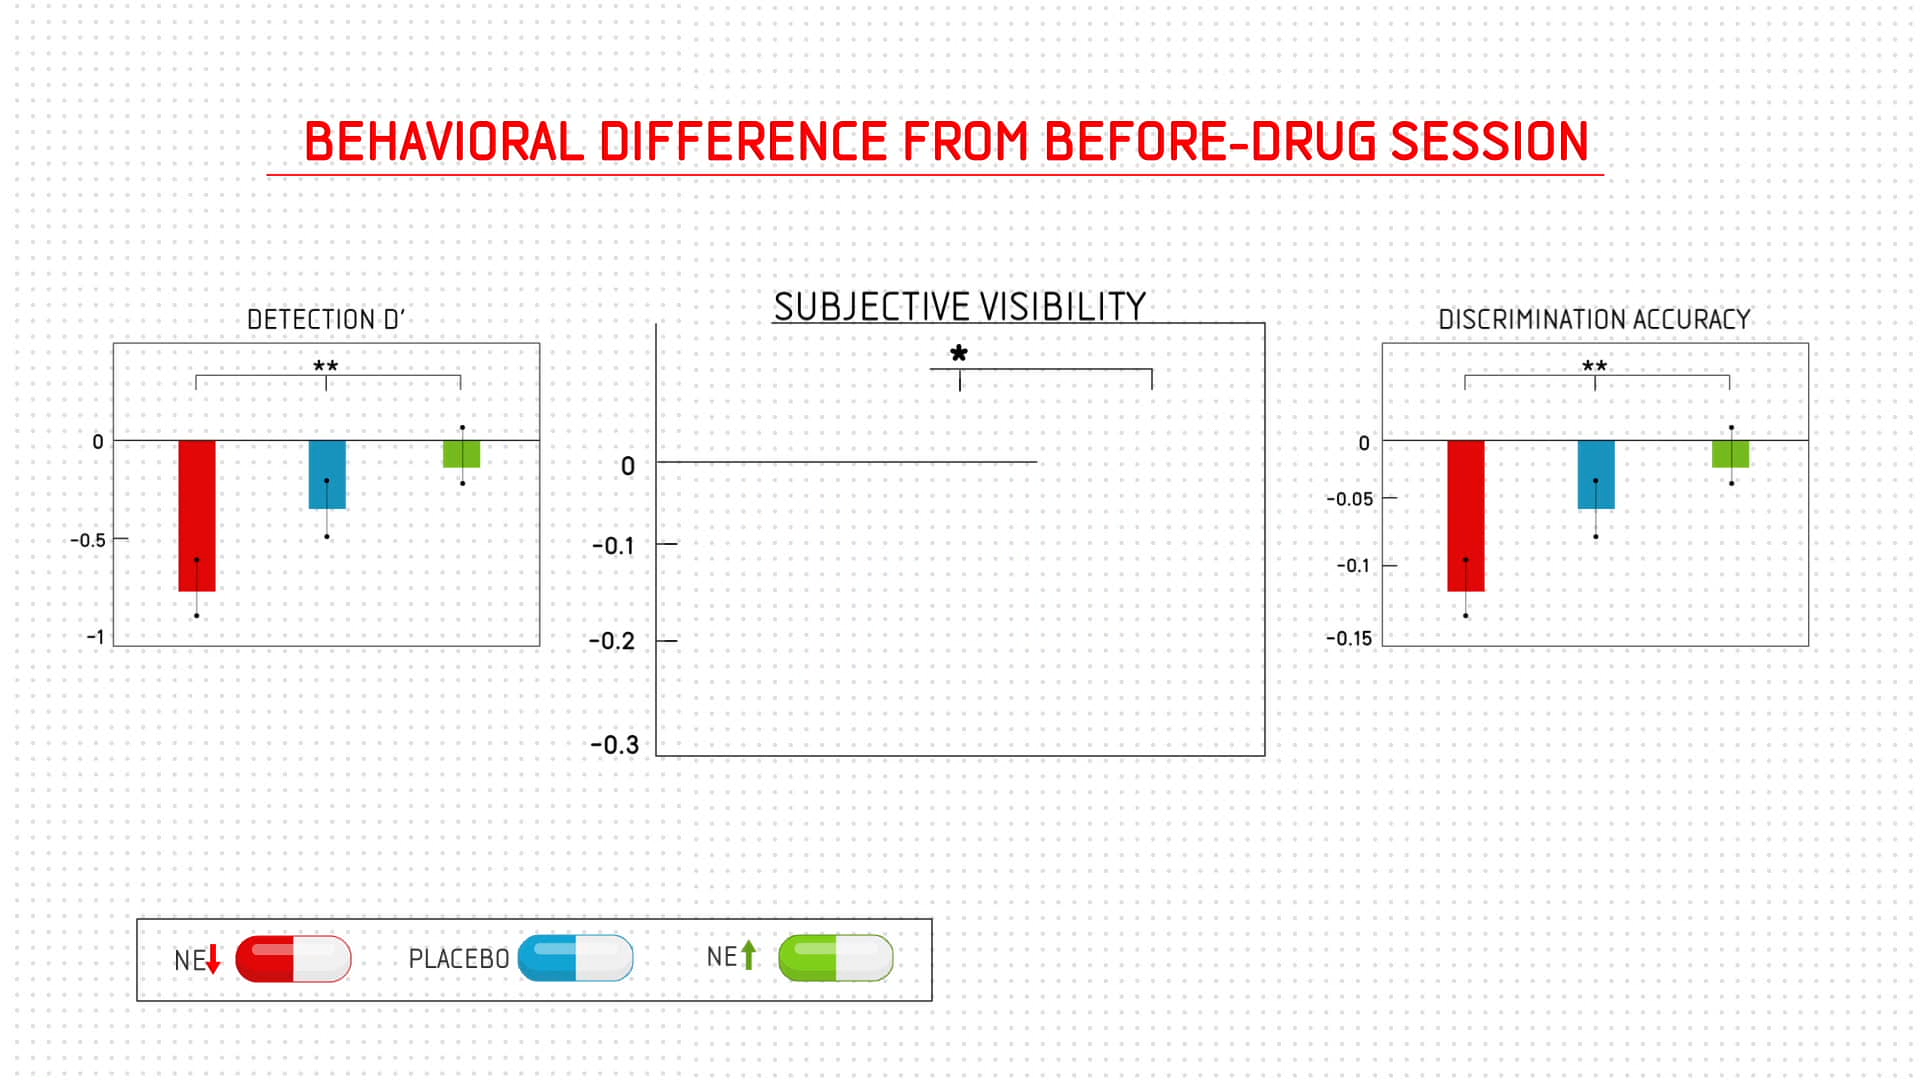 BEHAVIORAL DIFFERENCE FROM BEFORE-DRUG SESSION
DETECTION D'
**
0
-0.5
-1
SUBJECTIVE VISIBILITY
*
0
-0.1
-0.2
-0.3
DISCRIMINATION ACCURACY
**
0
-0.05
-0.1
-0.15
NE
PLACEBO
NE